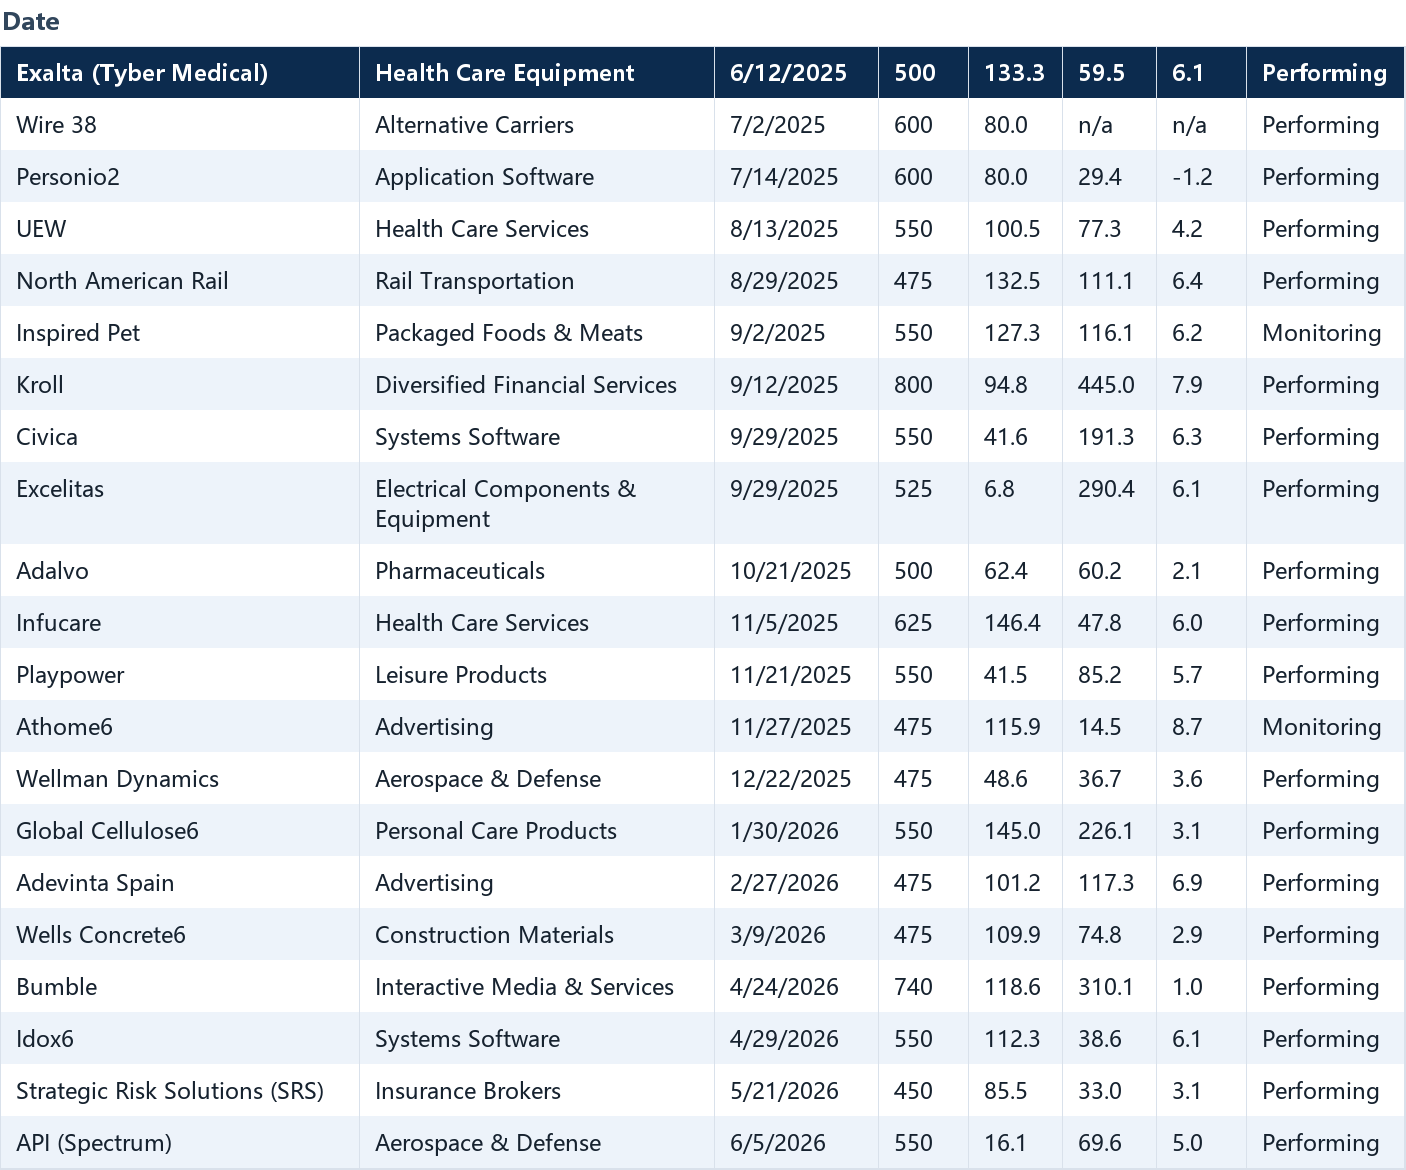 Date
Exalta (Tyber Medical) Health Care Equipment 6/12/2025 500 133.3 59.5 6.1 Performing
Wire 38 Alternative Carriers 7/2/2025 600 80.0 n/a n/a Performing
Personio2 Application Software 7/14/2025 600 80.0 29.4 -1.2 Performing
UEW Health Care Services 8/13/2025 550 100.5 77.3 4.2 Performing
North American Rail Rail Transportation 8/29/2025 475 132.5 111.1 6.4 Performing
Inspired Pet Packaged Foods & Meats 9/2/2025 550 127.3 116.1 6.2 Monitoring
Kroll Diversified Financial Services 9/12/2025 800 94.8 445.0 7.9 Performing
Civica Systems Software 9/29/2025 550 41.6 191.3 6.3 Performing
Excelitas Electrical Components & 9/29/2025 525 6.8 290.4 6.1 Performing
Equipment
Adalvo Pharmaceuticals 10/21/2025 500 62.4 60.2 2.1 Performing
Infucare Health Care Services 11/5/2025 625 146.4 47.8 6.0 Performing
Playpower Leisure Products 11/21/2025 550 41.5 85.2 5.7 Performing
Athome6 Advertising 11/27/2025 475 115.9 14.5 8.7 Monitoring
Wellman Dynamics Aerospace & Defense 12/22/2025 475 48.6 36.7 3.6 Performing
Global Cellulose6 Personal Care Products 1/30/2026 550 145.0 226.1 3.1 Performing
Adevinta Spain Advertising 2/27/2026 475 101.2 117.3 6.9 Performing
Wells Concrete6 Construction Materials 3/9/2026 475 109.9 74.8 2.9 Performing
Bumble Interactive Media & Services 4/24/2026 740 118.6 310.1 1.0 Performing
Idox6 Systems Software 4/29/2026 550 112.3 38.6 6.1 Performing
Strategic Risk Solutions (SRS) Insurance Brokers 5/21/2026 450 85.5 33.0 3.1 Performing
API (Spectrum) Aerospace & Defense 6/5/2026 550 16.1 69.6 5.0 Performing